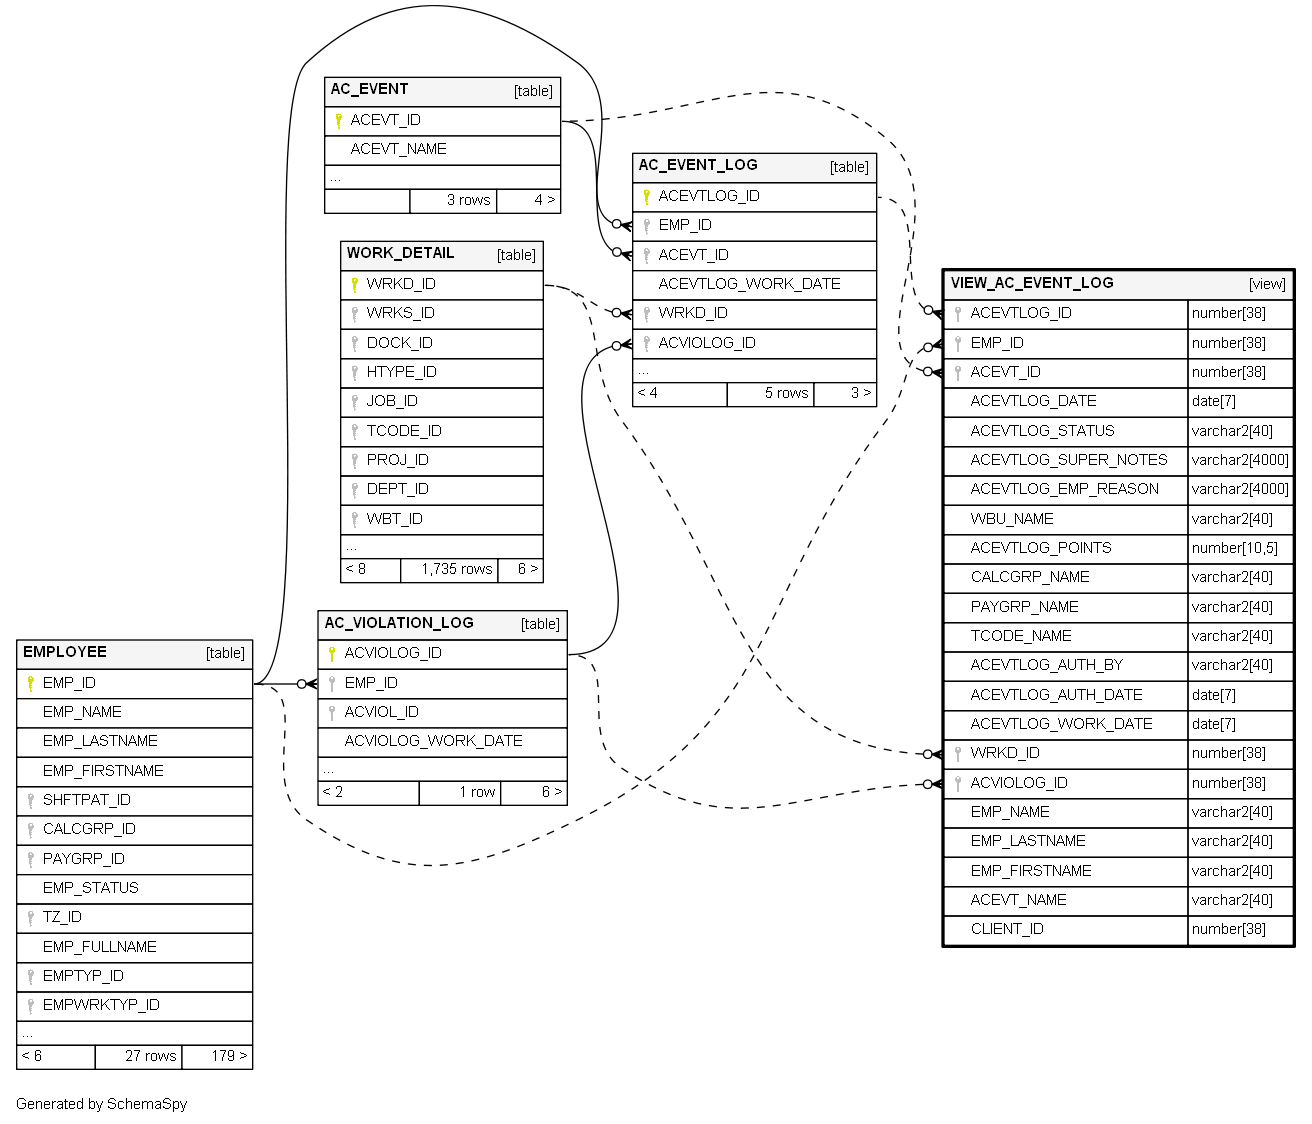 AC_EVENT [table]
ACEVT_ID
ACEVT_NAME
...
3 rows 4 >
WORK_DETAIL [table]
WRKD_ID
WRKS_ID
DOCK_ID
HTYPE_ID
JOB_ID
TCODE_ID
PROJ_ID
DEPT_ID
WBT_ID
...
< 8 1,735 rows 6 >
AC_VIOLATION_LOG [table]
ACVIOLOG_ID
EMP_ID
ACVIOL_ID
ACVIOLOG_WORK_DATE
...
< 2 1 row 6 >
EMPLOYEE [table]
EMP_ID
EMP_NAME
EMP_LASTNAME
EMP_FIRSTNAME
SHFTPAT_ID
CALCGRP_ID
PAYGRP_ID
EMP_STATUS
TZ_ID
EMP_FULLNAME
EMPTYP_ID
EMPWRKTYP_ID
...
< 6 27 rows 179 >
AC_EVENT_LOG [table]
ACEVTLOG_ID
EMP_ID
ACEVT_ID
ACEVTLOG_WORK_DATE
WRKD_ID
ACVIOLOG_ID
...
< 4 5 rows 3 >
VIEW_AC_EVENT_LOG [view]
ACEVTLOG_ID number[38]
EMP_ID number[38]
ACEVT_ID number[38]
ACEVTLOG_DATE date[7]
ACEVTLOG_STATUS varchar2[40]
ACEVTLOG_SUPER_NOTES varchar2[4000]
ACEVTLOG_EMP_REASON varchar2[4000]
WBU_NAME varchar2[40]
ACEVTLOG_POINTS number[10,5]
CALCGRP_NAME varchar2[40]
PAYGRP_NAME varchar2[40]
TCODE_NAME varchar2[40]
ACEVTLOG_AUTH_BY varchar2[40]
ACEVTLOG_AUTH_DATE date[7]
ACEVTLOG_WORK_DATE date[7]
WRKD_ID number[38]
ACVIOLOG_ID number[38]
EMP_NAME varchar2[40]
EMP_LASTNAME varchar2[40]
EMP_FIRSTNAME varchar2[40]
ACEVT_NAME varchar2[40]
CLIENT_ID number[38]
Generated by SchemaSpy